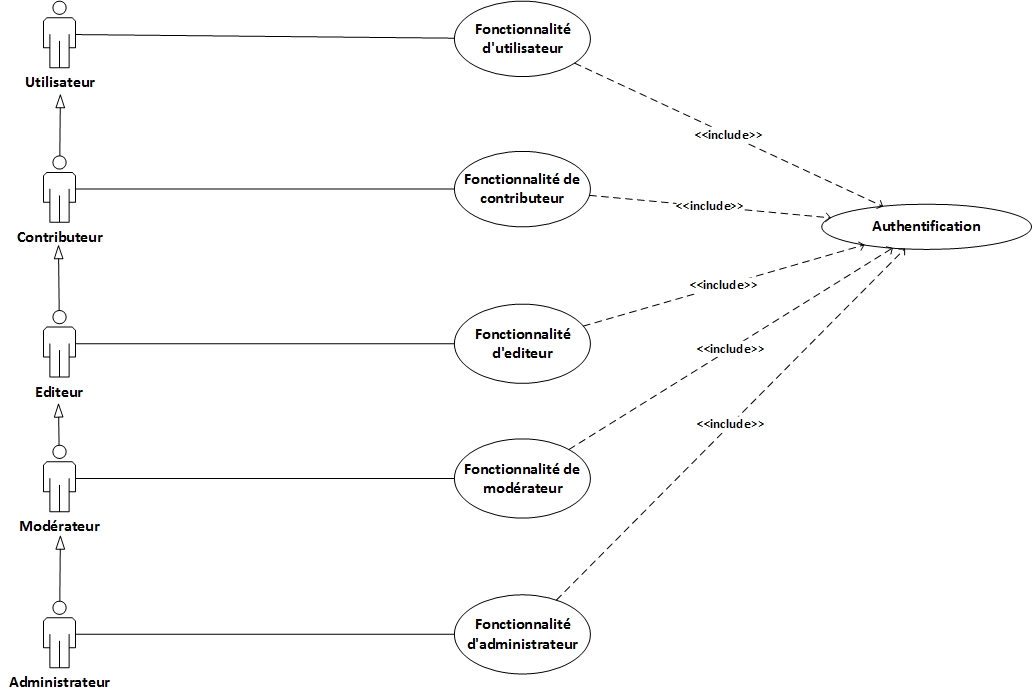 Fonctionnalité
d'utilisateur
Utilisateur
<<include>>
Fonctionnalité de
contributeur
<<include>>
Authentification
Contributeur
<<include>>
Fonctionnalité
d'editeur
<<include>>
Editeur
<<include>>
Fonctionnalité de
modérateur
Modérateur
Fonctionnalité
d'administrateur
Administrateur